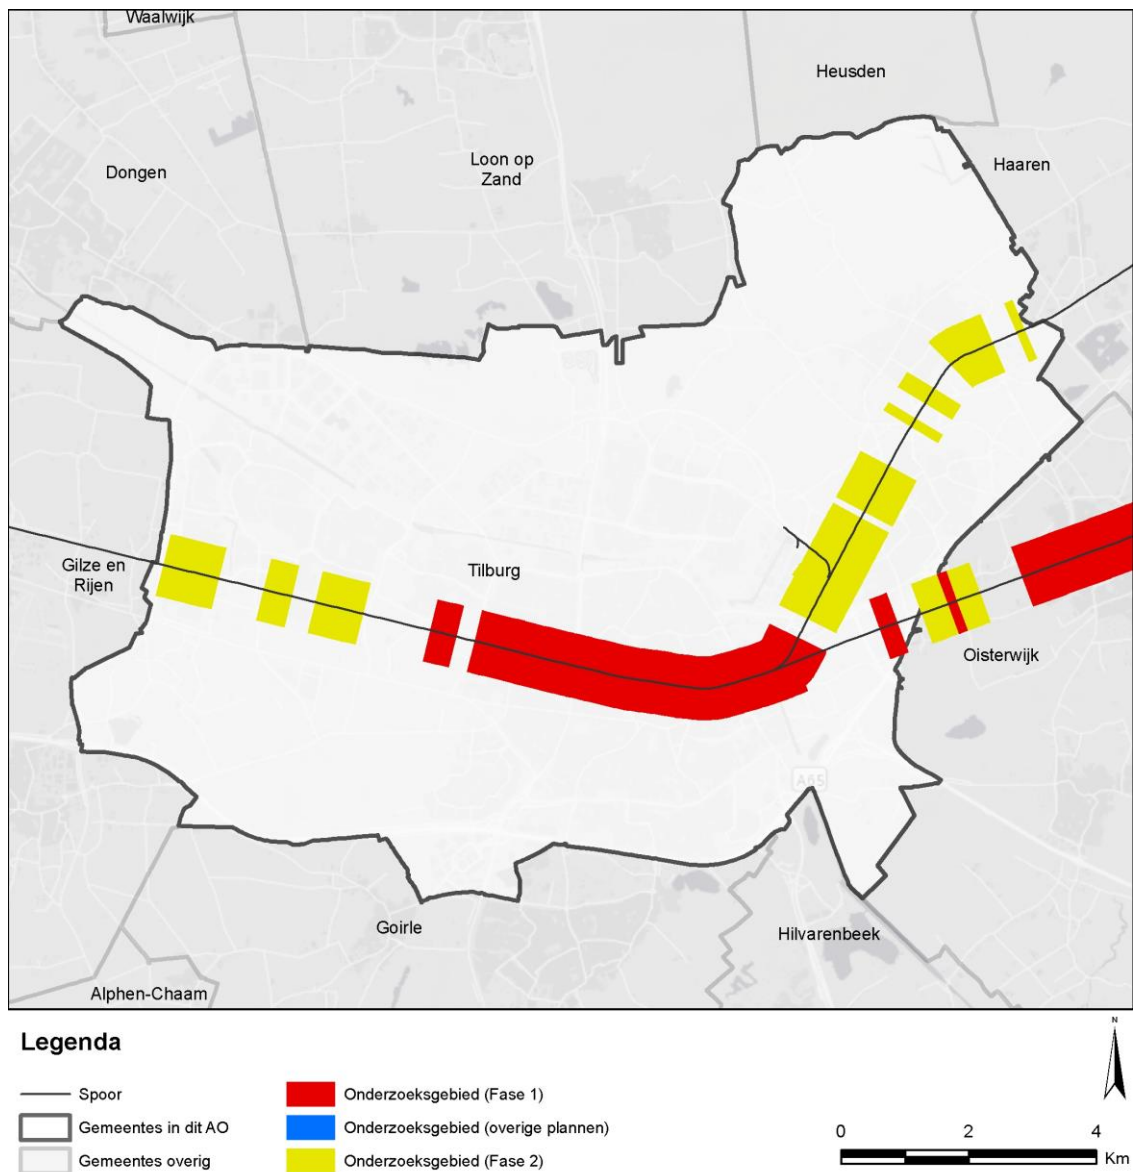 Waalwijk
Heusden
Loon op
Zand
Dongen
Haaren
Gilze en
Rijen
Tilburg
Oisterwijk
A65
Goirle
Hilvarenbeek
Alphen-Chaam
Legenda
N
Spoor
Onderzoeksgebied (Fase 1)
Gemeentes in dit AO
Onderzoeksgebied (overige plannen)
Gemeentes overig
Onderzoeksgebied (Fase 2)
0 2 4
Km